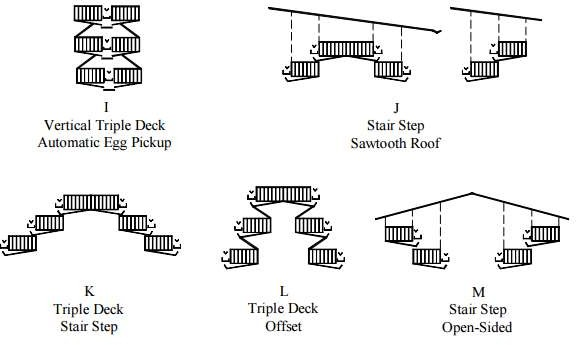 I
Vertical Triple Deck
Automatic Egg Pickup
J
Stair Step
Sawtooth Roof
K
Triple Deck
Stair Step
L
Triple Deck
Offset
M
Stair Step
Open-Sided